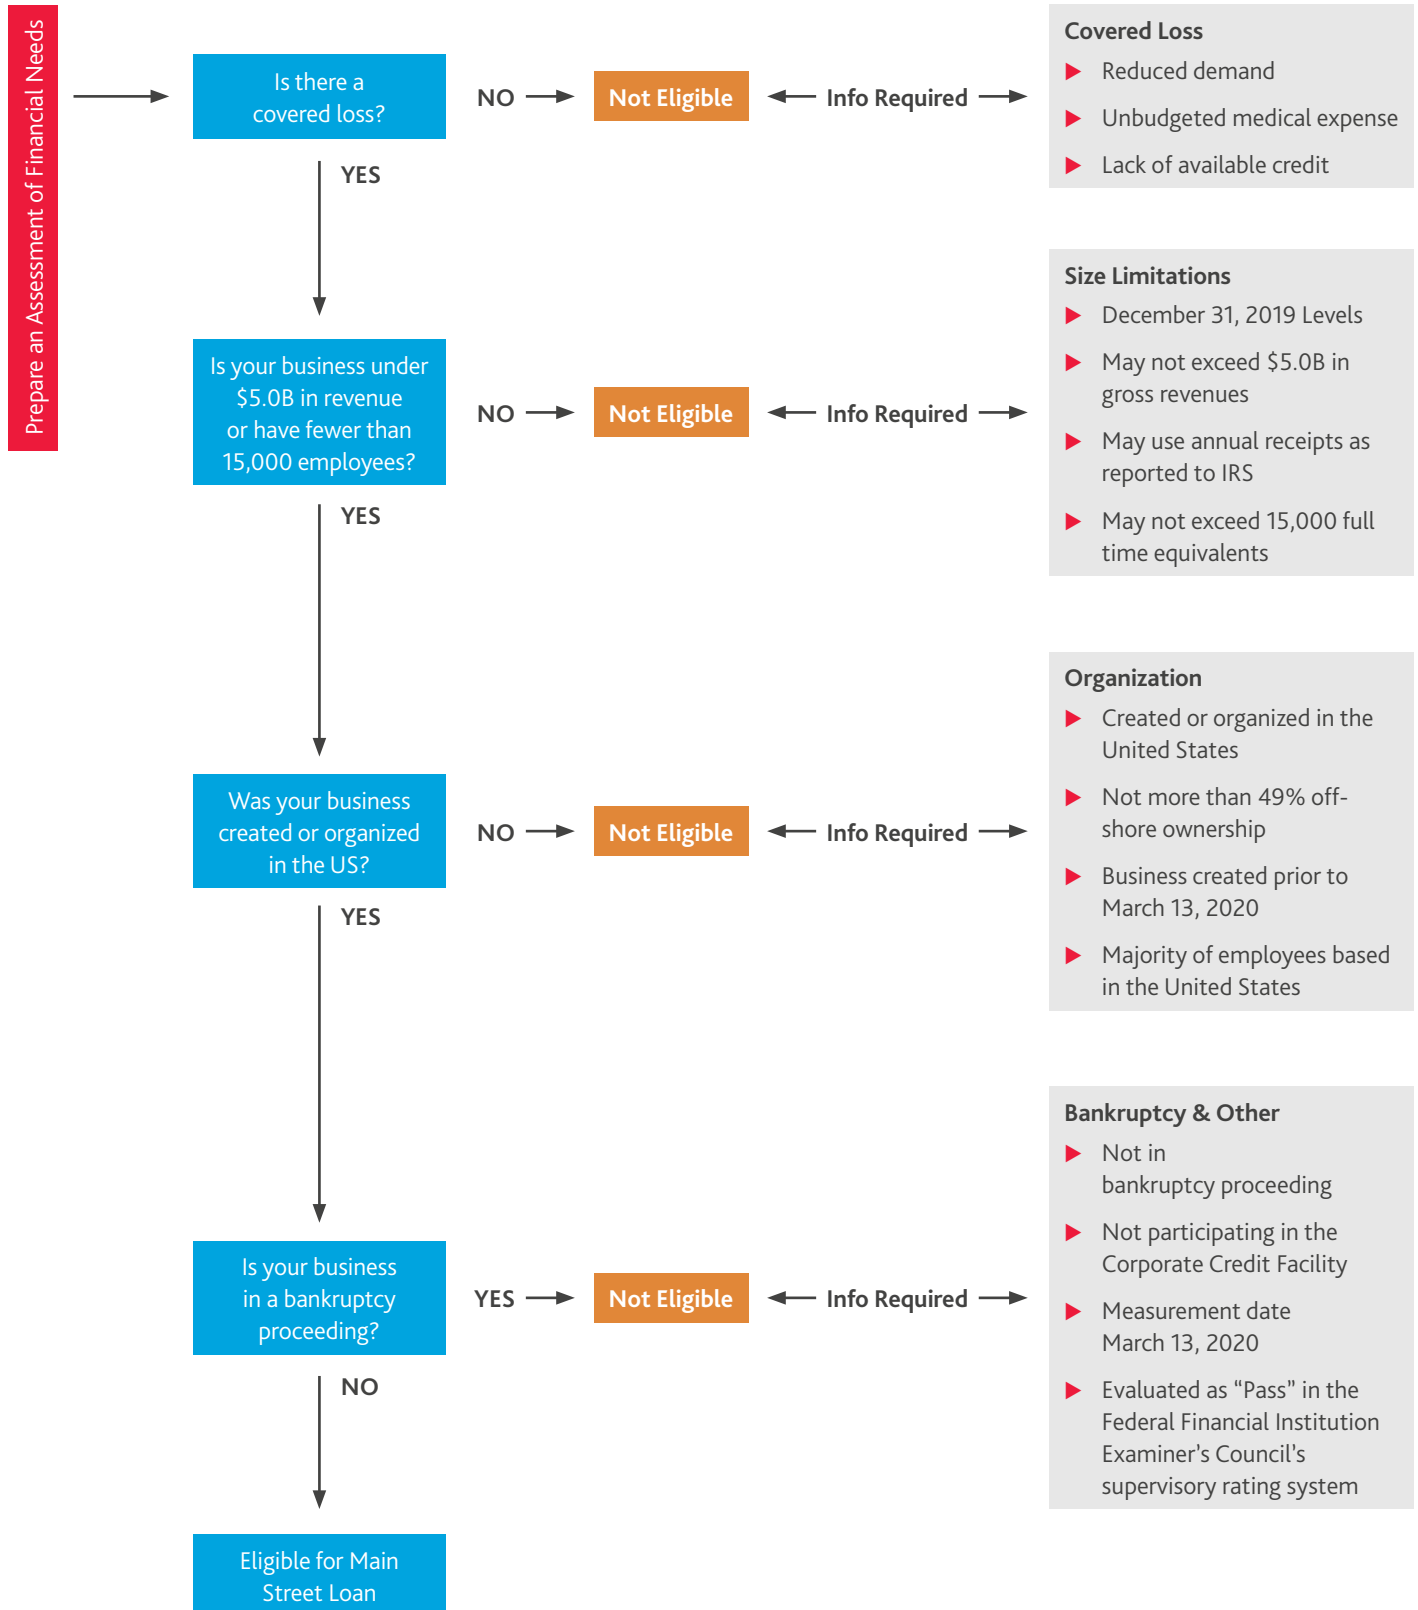 Prepare an Assessment of Financial Needs
Is there a
covered loss?
NO
Not Eligible
Info Required
Covered Loss
Reduced demand
Unbudgeted medical expense
Lack of available credit
YES
Is your business under
$5.0B in revenue
or have fewer than
15,000 employees?
NO
Not Eligible
Info Required
Size Limitations
December 31, 2019 Levels
May not exceed $5.0B in
gross revenues
May use annual receipts as
reported to IRS
May not exceed 15,000 full
time equivalents
YES
Was your business
created or organized
in the US?
NO
Not Eligible
Info Required
Organization
Created or organized in the
United States
Not more than 49% off-
shore ownership
Business created prior to
March 13, 2020
Majority of employees based
in the United States
YES
Is your business
in a bankruptcy
proceeding?
YES
Not Eligible
Info Required
Bankruptcy & Other
Not in
bankruptcy proceeding
Not participating in the
Corporate Credit Facility
Measurement date
March 13, 2020
Evaluated as “Pass” in the
Federal Financial Institution
Examiner’s Council’s
supervisory rating system
NO
Eligible for Main
Street Loan